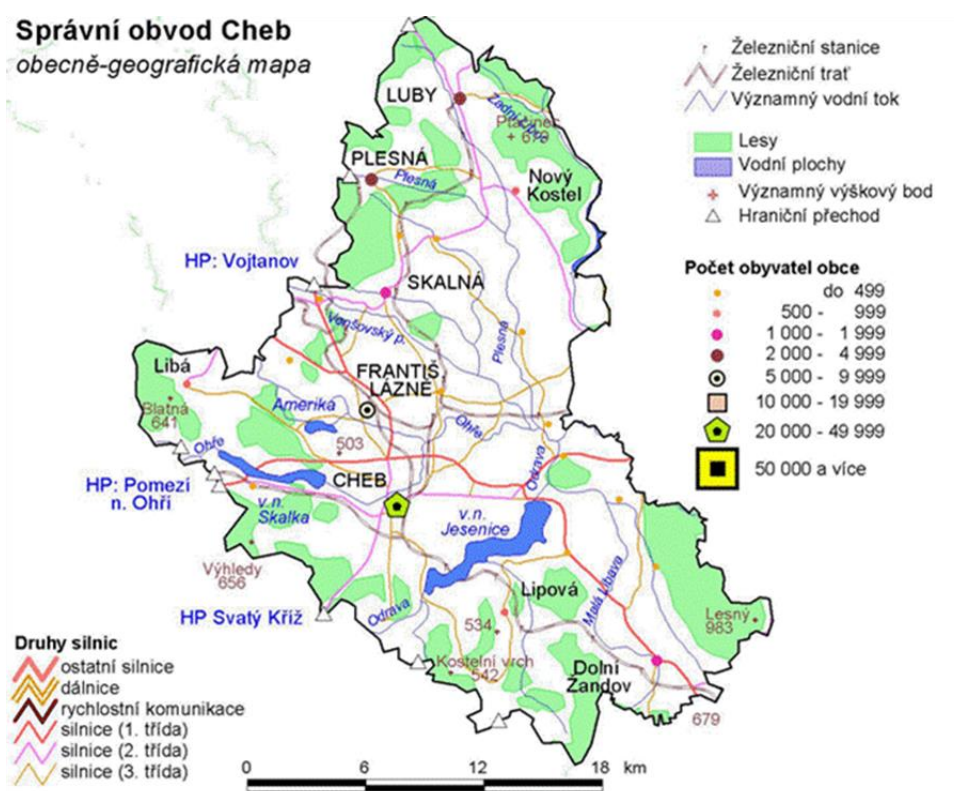 Správní obvod Cheb
obecně-geografická mapa
Železniční stanice
Železniční trať
Významný vodní tok
Lesy
Vodní plochy
Významný výškový bod
Hraniční přechod
Počet obyvatel obce
do 499
500 - 999
1 000 - 1 999
2 000 - 4 999
5 000 - 9 999
10 000 - 19 999
20 000 - 49 999
50 000 a více
LUBY
+ 679
PLESNÁ
Plesná
Nový
Kostel
HP: Vojtanov
SKALNÁ
Plesná
Libá
FRANTIŠ.
LÁZNĚ
Blatná
641
Amerika
Ohře
503
Ohře
Odrava
CHEB
HP: Pomezí
n. Ohří
v.n.
Skalka
v.n.
Jesenice
Výhledy
656
HP Svatý Kříž
Odrava
Lipová
Malá Libava
534
Lesný
983
Kostelní vrch
542
Dolní
Žandov
679
Druhy silnic
ostatní silnice
dálnice
rychlostní komunikace
silnice (1. třída)
silnice (2. třída)
silnice (3. třída)
0 6 12 18 km